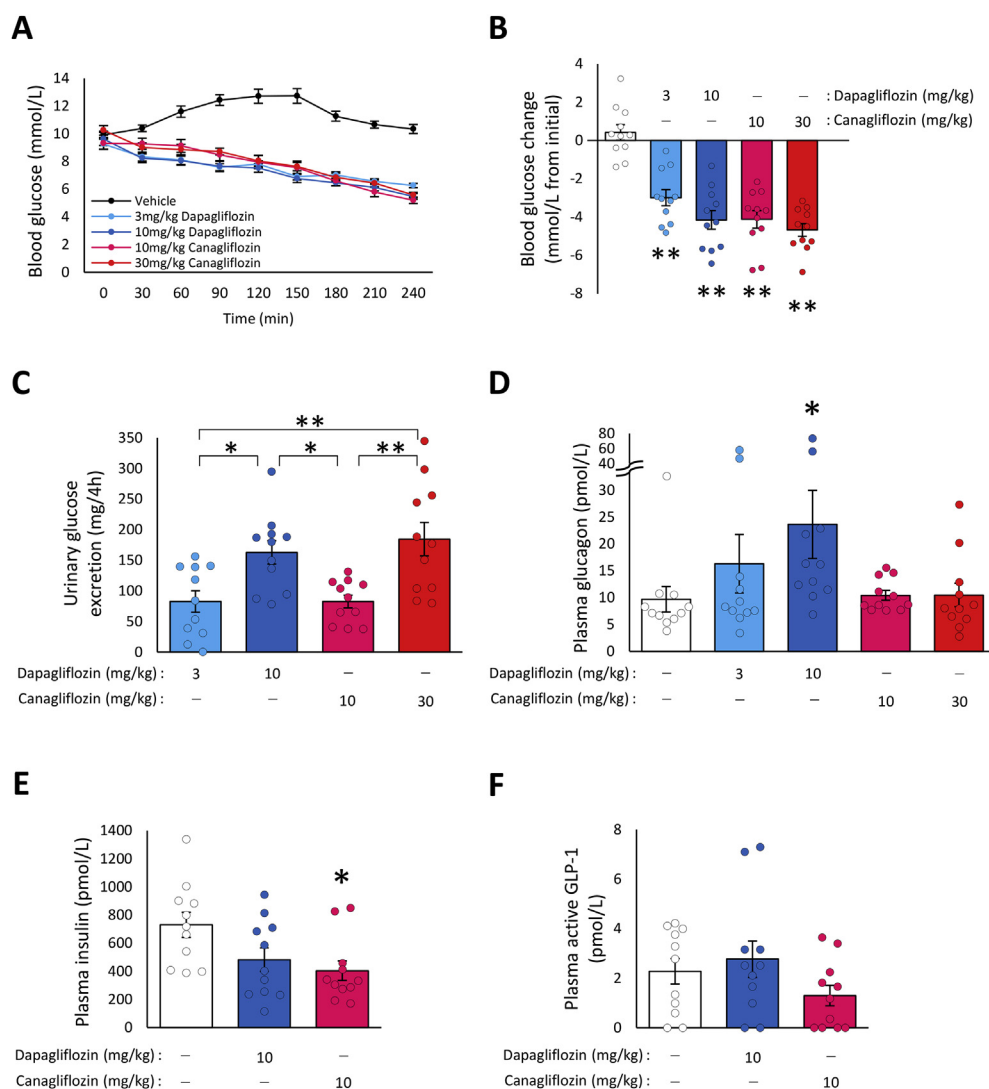 A
Blood glucose (mmol/L)
14
12
10
8
6
4
2
0
Vehicle
3mg/kg Dapagliflozin
10mg/kg Dapagliflozin
10mg/kg Canagliflozin
30mg/kg Canagliflozin
0 30 60 90 120 150 180 210 240
Time (min)
B
Blood glucose change
(mmol/L from initial)
4
2
0
-2
-4
-6
-8
3 10 – – : Dapagliflozin (mg/kg)
– – 10 30 : Canagliflozin (mg/kg)
** ** ** **
C
Urinary glucose
excretion (mg/4h)
350
300
250
200
150
100
50
0
**
* * **
Dapagliflozin (mg/kg) : 3 10 – –
Canagliflozin (mg/kg) : – – 10 30
D
Plasma glucagon (pmol/L)
80
60
40
30
25
20
15
10
5
0
*
Dapagliflozin (mg/kg) : – 3 10 – –
Canagliflozin (mg/kg) : – – – 10 30
E
Plasma insulin (pmol/L)
1400
1200
1000
800
600
400
200
0
*
Dapagliflozin (mg/kg) : – 10 –
Canagliflozin (mg/kg) : – – 10
F
Plasma active GLP-1
(pmol/L)
8
6
4
2
0
Dapagliflozin (mg/kg) : – 10 –
Canagliflozin (mg/kg) : – – 10